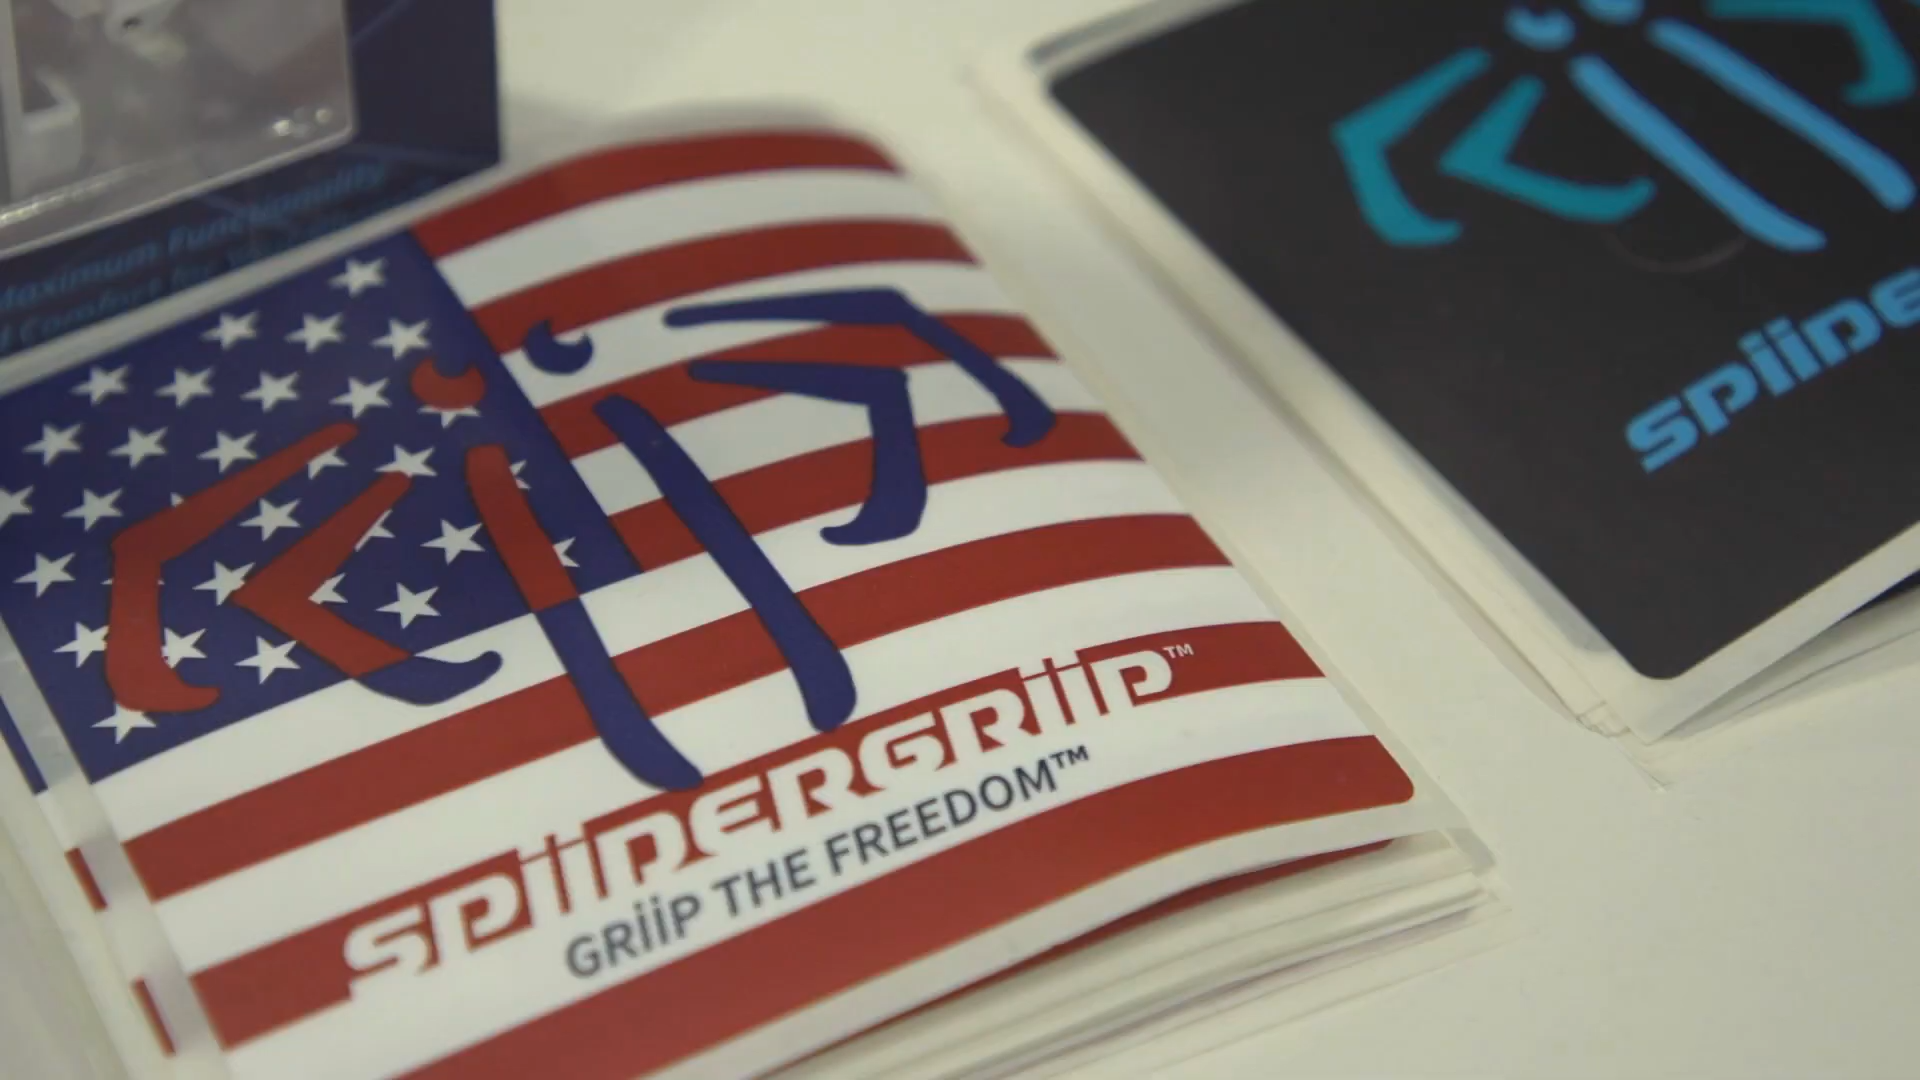 Maximum Functionality
d Comfort for
SPiiDERGRiiP™
GRiiP THE FREEDOM™
SPiiDE